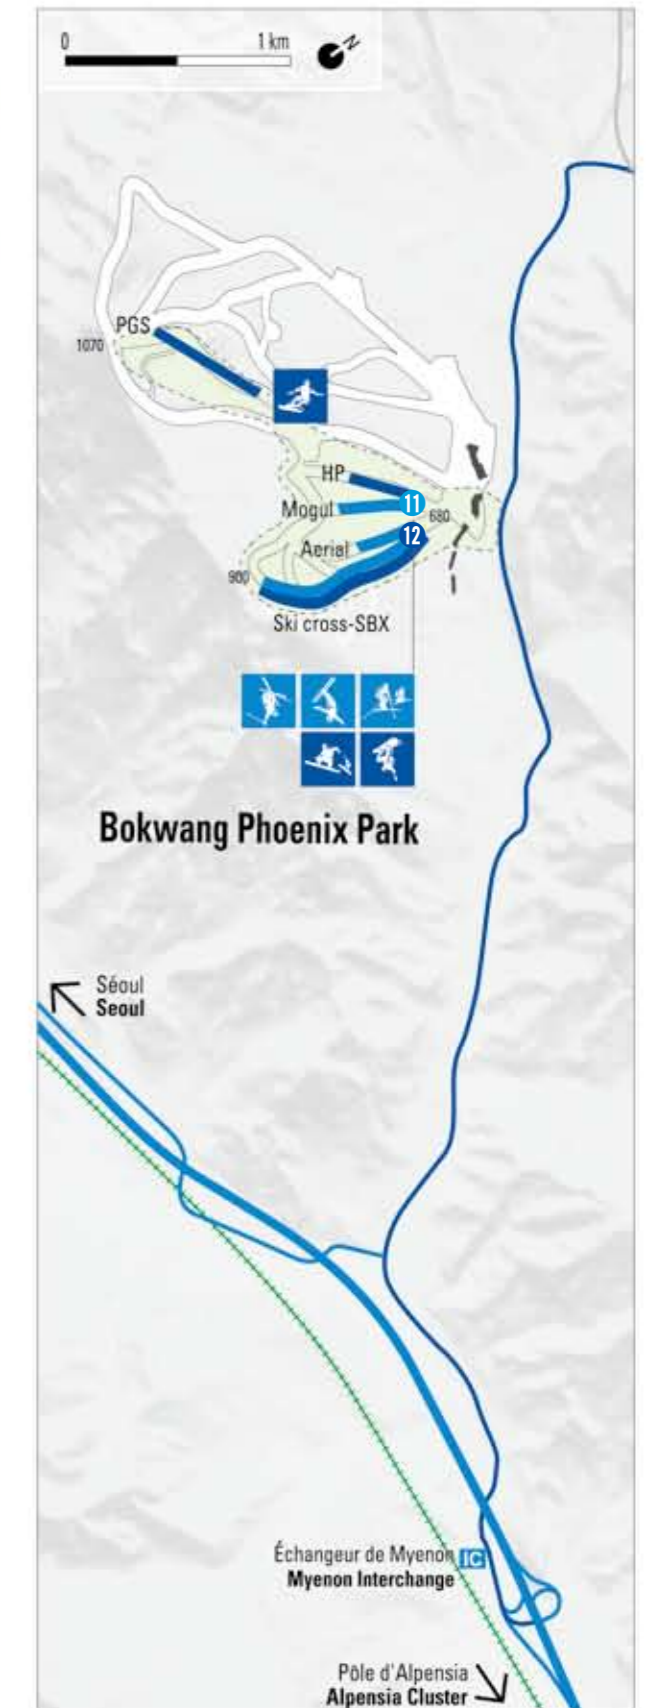 0 1 km N
PGS
1070
HP
Mogul 11
680
12
Aerial
900
Ski cross-SBX
Bokwang Phoenix Park
Séoul
Seoul
Échangeur de Myenon IC
Myenon Interchange
Pôle d'Alpensia
Alpensia Cluster